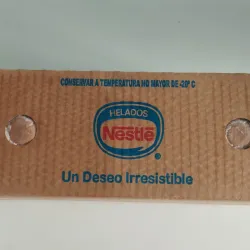 CONSERVAR A TEMPERATURA NO MAYOR DE -20º C
HELADOS
Nestlé
®
Un Deseo Irresistible